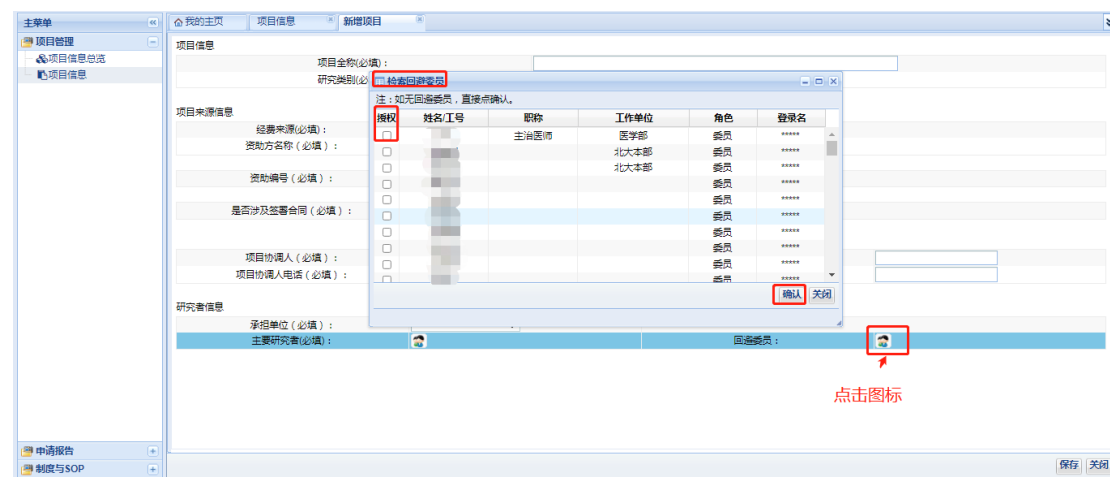 主菜单
我的主页 项目信息 新增项目
项目管理
项目信息总览
项目信息
项目信息
项目全称(必填)：
研究类别(必
检索回避委员
注：如无回避委员，直接点确认。
授权 姓名/工号 职称 工作单位 角色 登录名
主治医师 医学部 委员 *****
北大本部 委员 *****
北大本部 委员 *****
委员 *****
委员 *****
委员 *****
委员 *****
委员 *****
委员 *****
委员 *****
确认 关闭
项目来源信息
经费来源(必填)：
资助方名称（必填）：
资助编号（必填）：
是否涉及签署合同（必填）：
项目协调人（必填）：
项目协调人电话（必填）：
研究者信息
承担单位（必填）：
主要研究者(必填)： 回避委员：
点击图标
申请报告
制度与SOP
保存 关闭